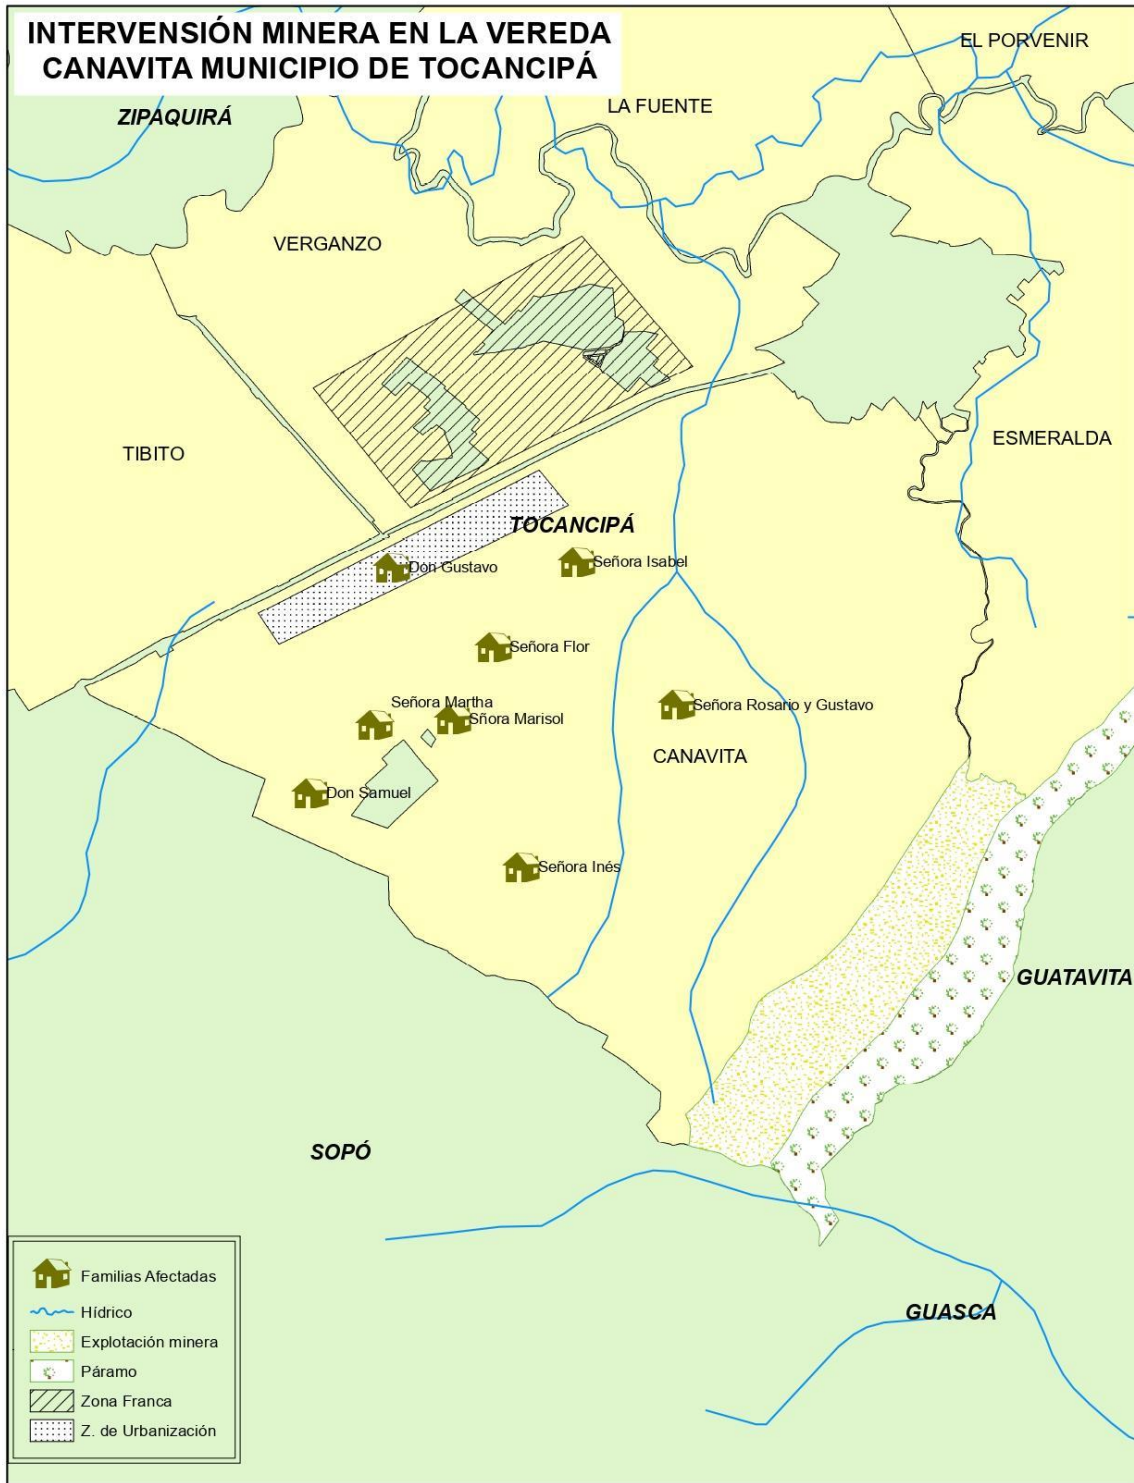 INTERVENSIÓN MINERA EN LA VEREDA
CANAVITA MUNICIPIO DE TOCANCIPÁ
EL PORVENIR
LA FUENTE
ZIPAQUIRÁ
VERGANZO
ESMERALDA
TIBITO
TOCANCIPÁ
Señora Isabel
Don Gustavo
Señora Flor
Señora Martha
Señora Rosario y Gustavo
Sñora Marisol
CANAVITA
Don Samuel
Señora Inés
GUATAVITA
SOPÓ
GUASCA
Familias Afectadas
Hídrico
Explotación minera
Páramo
Zona Franca
Z. de Urbanización